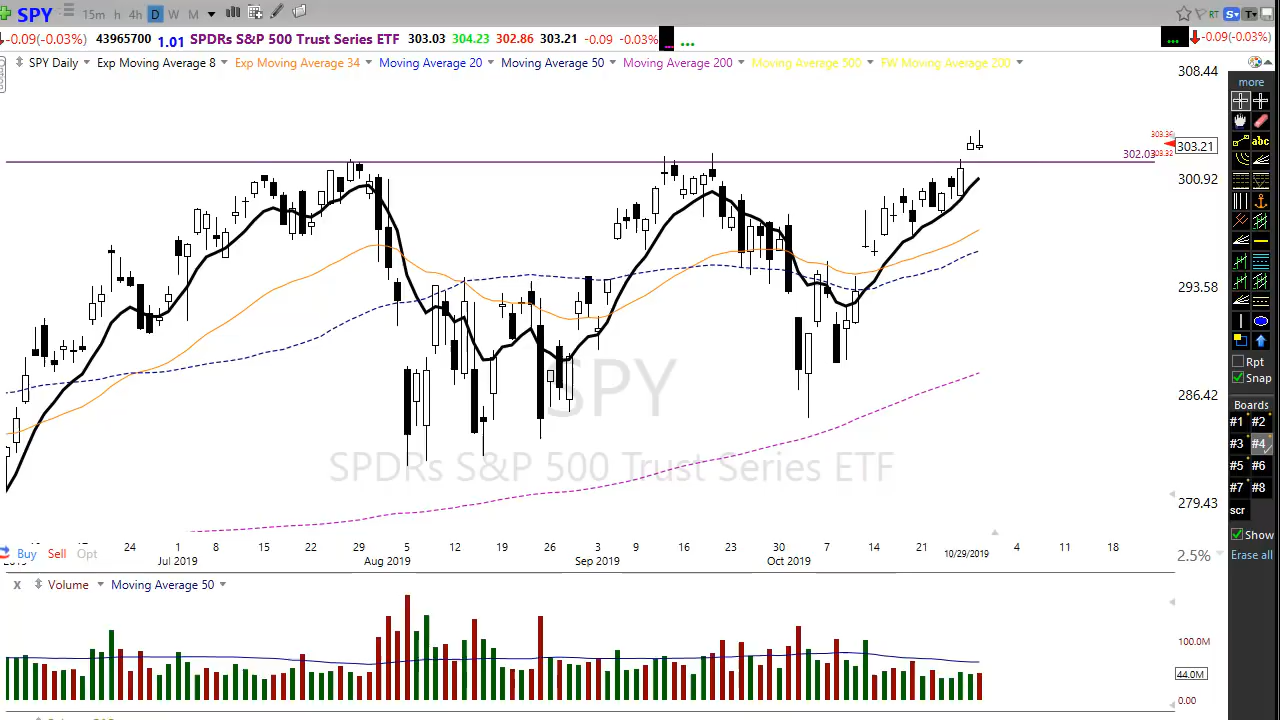 SPY 15m h 4h D W M RT S T
-0.09(-0.03%) 43965700 1.01 SPDRs S&P 500 Trust Series ETF 303.03 304.23 302.86 303.21 -0.09 -0.03% ... ... -0.09(-0.03%)
SPY Daily Exp Moving Average 8 Exp Moving Average 34 Moving Average 20 Moving Average 50 Moving Average 200 Moving Average 500 FW Moving Average 200
308.44
more
abc
303.36
303.21
302.03
303.32
300.92
293.58
286.42
279.43
SPY
SPDRs S&P 500 Trust Series ETF
Rpt
Snap
Boards
#1 #2
#3 #4
#5 #6
#7 #8
scr
Show
Erase all
24 1 8 15 22 29 5 12 19 26 3 9 16 23 30 7 14 21 10/29/2019 4 11 18
Buy Sell Opt
Jul 2019 Aug 2019 Sep 2019 Oct 2019
2.5%
X Volume Moving Average 50
100.0M
44.0M
0.00